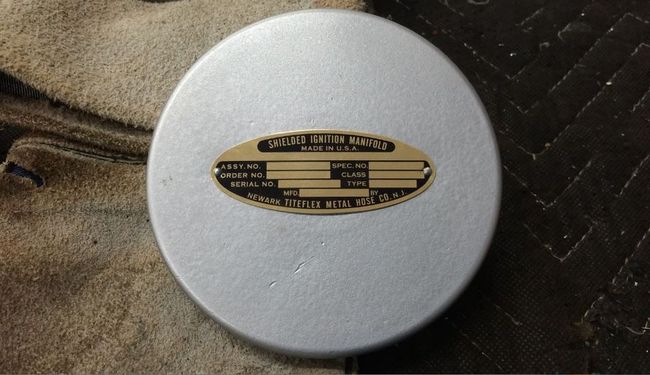 SHIELDED IGNITION MANIFOLD
MADE IN U.S.A.
ASSY. NO. SPEC. NO.
ORDER NO. CLASS
SERIAL NO. TYPE
MFD. BY
NEWARK TITEFLEX METAL HOSE CO. N.J.